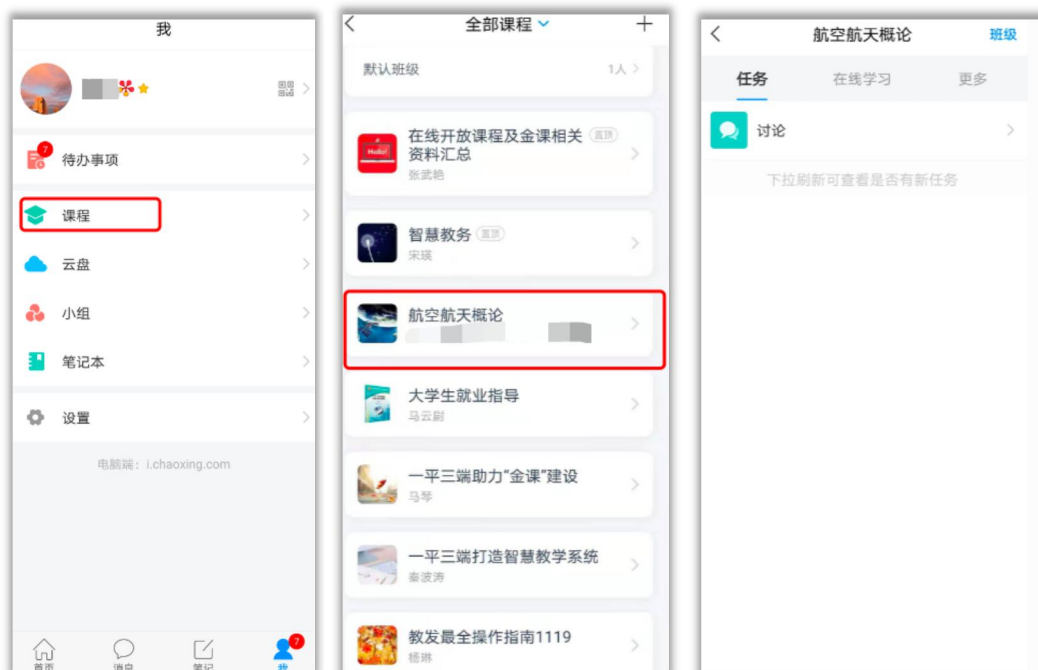 我
7
待办事项
课程
云盘
小组
笔记本
设置
电脑端：i.chaoxing.com
首页
消息
笔记
我
7
全部课程
默认班级
1人
在线开放课程及金课相关
置顶
资料汇总
张武艳
Hello!
智慧教务
置顶
宋瑛
航空航天概论
大学生就业指导
马云尉
一平三端助力“金课”建设
马琴
一平三端打造智慧教学系统
秦波涛
教发最全操作指南1119
杨琳
航空航天概论
班级
任务
在线学习
更多
讨论
下拉刷新可查看是否有新任务